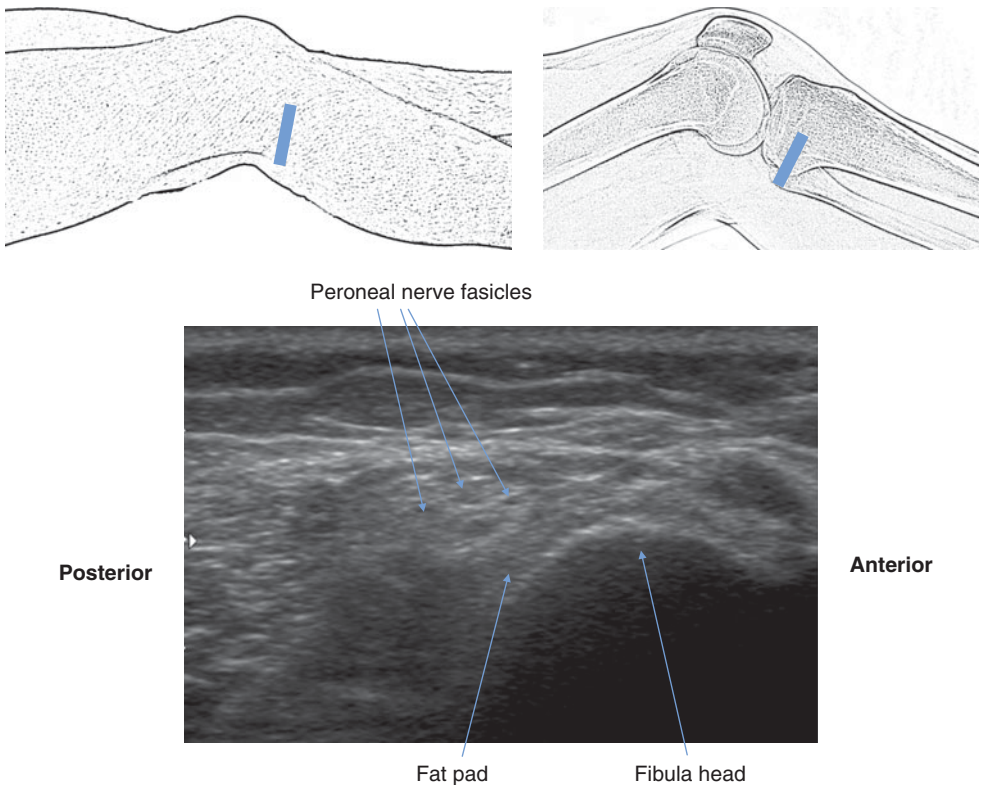 Peroneal nerve fasicles
Posterior
Anterior
Fat pad
Fibula head